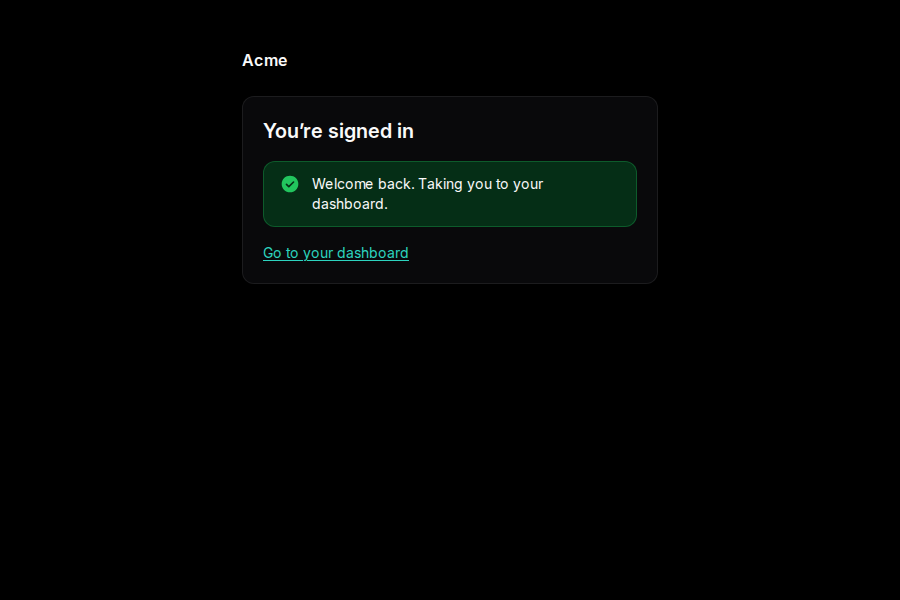 Acme
You’re signed in
Welcome back. Taking you to your
dashboard.
Go to your dashboard